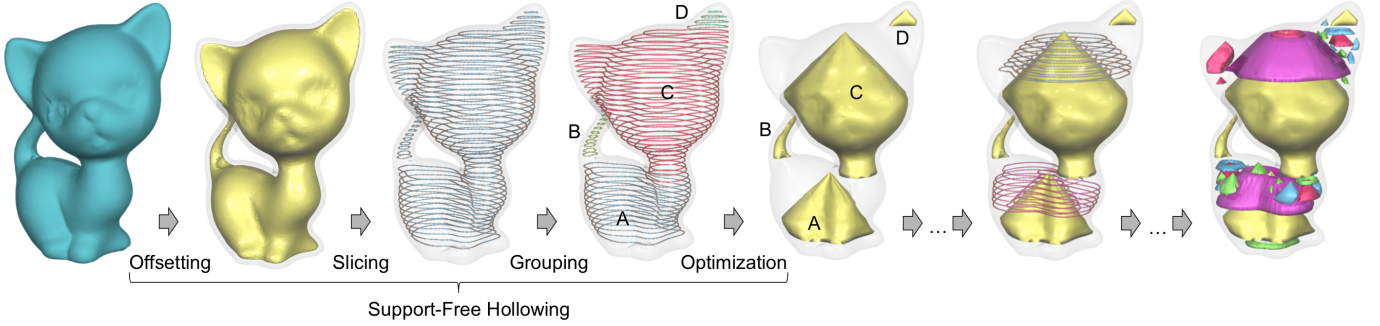 D
C
B
A
D
C
B
A
... ...
Offsetting Slicing Grouping Optimization
Support-Free Hollowing